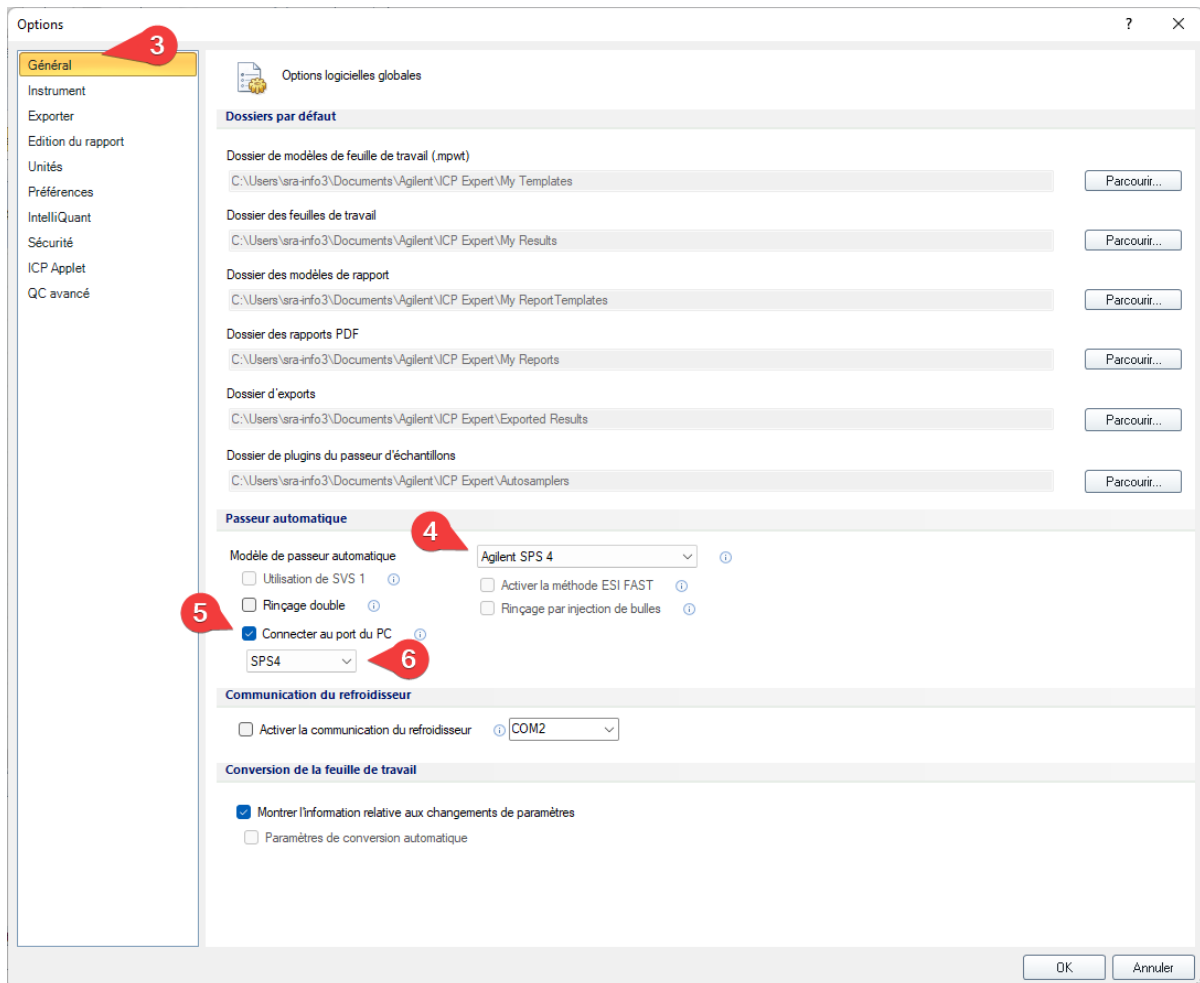 Options
?
3
Général
Instrument
Exporter
Edition du rapport
Unités
Préférences
IntelliQuant
Sécurité
ICP Applet
QC avancé
Options logicielles globales
Dossiers par défaut
Dossier de modèles de feuille de travail (.mpwt)
C:\Users\sra-info3\Documents\Agilent\ICP Expert\My Templates
Parcourir...
Dossier des feuilles de travail
C:\Users\sra-info3\Documents\Agilent\ICP Expert\My Results
Parcourir...
Dossier des modèles de rapport
C:\Users\sra-info3\Documents\Agilent\ICP Expert\My ReportTemplates
Parcourir...
Dossier des rapports PDF
C:\Users\sra-info3\Documents\Agilent\ICP Expert\My Reports
Parcourir...
Dossier d'exports
C:\Users\sra-info3\Documents\Agilent\ICP Expert\Exported Results
Parcourir...
Dossier de plugins du passeur d'échantillons
C:\Users\sra-info3\Documents\Agilent\ICP Expert\Autosamplers
Parcourir...
Passeur automatique
4
Modèle de passeur automatique
Agilent SPS 4
Utilisation de SVS 1
Activer la méthode ESI FAST
Rinçage double
Rinçage par injection de bulles
5
Connecter au port du PC
SPS4
6
Communication du refroidisseur
Activer la communication du refroidisseur
COM2
Conversion de la feuille de travail
Montrer l'information relative aux changements de paramètres
Paramètres de conversion automatique
OK
Annuler